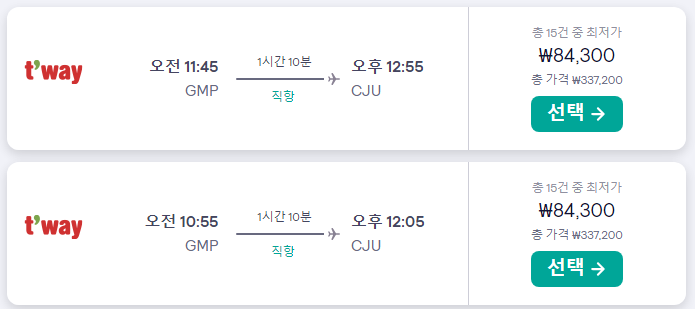 t'way
오전 11:45
GMP
1시간 10분
직항
오후 12:55
CJU
총 15건 중 최저가
₩84,300
총 가격 ₩337,200
선택 →
t'way
오전 10:55
GMP
1시간 10분
직항
오후 12:05
CJU
총 15건 중 최저가
₩84,300
총 가격 ₩337,200
선택 →